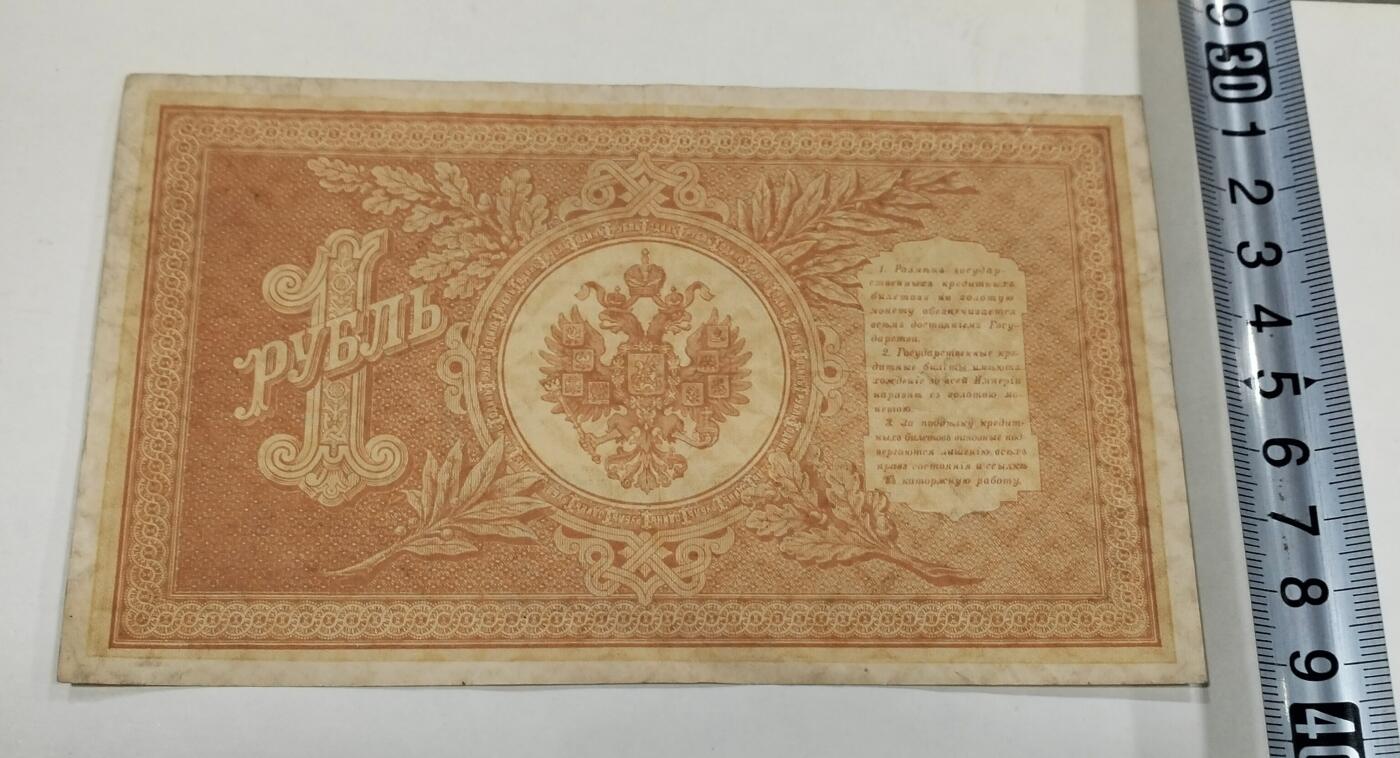 1
РУБЛЬ
1. Размѣнъ государ-
ственныхъ кредитныхъ
билетовъ на золотую
монету обезпечивается
всѣмъ достояніемъ Госу-
дарства.
2. Государственные кре-
дитные билеты имѣютъ
хожденіе во всей Имперіи
наравнѣ съ золотою мо-
нетою.
3. За поддѣлку кредит-
ныхъ билетовъ виновные под-
вергаются лишенію всѣхъ
правъ состоянія и ссылкѣ
въ каторжную работу.
9
30
1
2
3
4
5
6
7
8
9
40